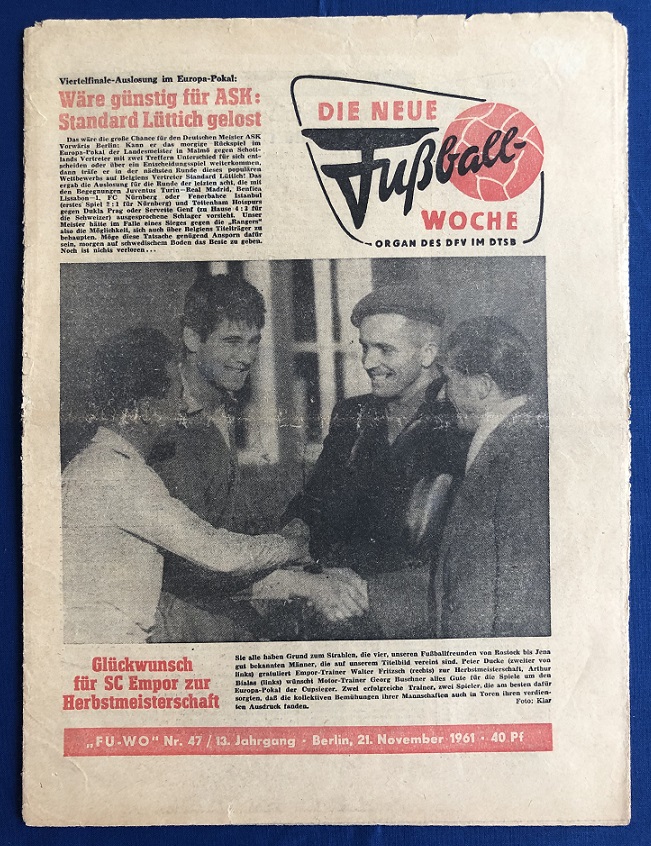 Viertelfinale-Auslosung im Europa-Pokal:
Wäre günstig für ASK:
Standard Lüttich gelost
Das wäre die große Chance für den Deutschen Meister ASK
Vorwärts Berlin: Kann er das morgige Rückspiel im
Europa-Pokal der Landesmeister in Malmö gegen Schott-
lands Vertreter mit zwei Treffern Unterschied für sich ent-
scheiden oder über ein Entscheidungsspiel weiterkommen,
dann träfe er in der nächsten Runde dieses populären
Wettbewerbs auf Belgiens Vertreter Standard Lüttich! Das
ergab die Auslosung für die Runde der letzten acht, die mit
den Begegnungen Juventus Turin—Real Madrid, Benfica
Lissabon—1. FC Nürnberg oder Fenerbahce Istanbul
(erstes Spiel 2 : 1 für Nürnberg) und Tottenham Hotspurs
gegen Dukla Prag oder Servette Genf (zu Hause 4 : 3 für
die Schweizer) ausgesprochene Schlager vorsieht. Unser
Meister hätte im Falle eines Sieges gegen die „Rangers"
also die Möglichkeit, sich auch über Belgiens Titelträger zu
behaupten. Möge diese Tatsache genügend Ansporn dafür
sein, morgen auf schwedischem Boden das Beste zu geben.
Noch ist nichts verloren . . .
DIE NEUE
Fußball-
WOCHE
ORGAN DES DFV IM DTSB
Glückwunsch
für SC Empor zur
Herbstmeisterschaft
Sie alle haben Grund zum Strahlen, die vier, unseren Fußballfreunden von Rostock bis Jena
gut bekannten Männer, die auf unserem Titelbild vereint sind. Peter Ducke (zweiter von
links) gratuliert Empor-Trainer Walter Fritzsch (rechts) zur Herbstmeisterschaft, Arthur
Bialas (links) wünscht Motor-Trainer Georg Buschner alles Gute für die Spiele um den
Europa-Pokal der Cupsieger. Zwei erfolgreiche Trainer, zwei Spieler, die am besten dafür
sorgten, daß die kollektiven Bemühungen ihrer Mannschaften auch in Toren ihren verdien-
ten Ausdruck fanden.
Foto: Klar
„FU-WO" Nr. 47 / 13. Jahrgang - Berlin, 21. November 1961 - 40 Pf